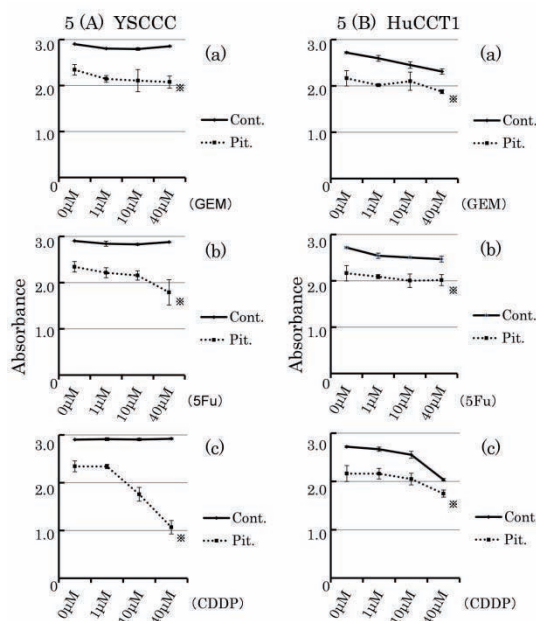 5 (A) YSCCC
(a)
3.0
2.0
1.0
0
Cont.
Pit.
※
0μM 1μM 10μM 40μM (GEM)
(b)
3.0
2.0
1.0
0
Cont.
Pit.
※
0μM 1μM 10μM 40μM (5Fu)
(c)
3.0
2.0
1.0
0
Cont.
Pit.
※
0μM 1μM 10μM 40μM (CDDP)
Absorbance
5 (B) HuCCT1
(a)
3.0
2.0
1.0
0
Cont.
Pit.
※
0μM 1μM 10μM 40μM (GEM)
(b)
3.0
2.0
1.0
0
Cont.
Pit.
※
0μM 1μM 10μM 40μM (5Fu)
(c)
3.0
2.0
1.0
0
Cont.
Pit.
※
0μM 1μM 10μM 40μM (CDDP)
Absorbance